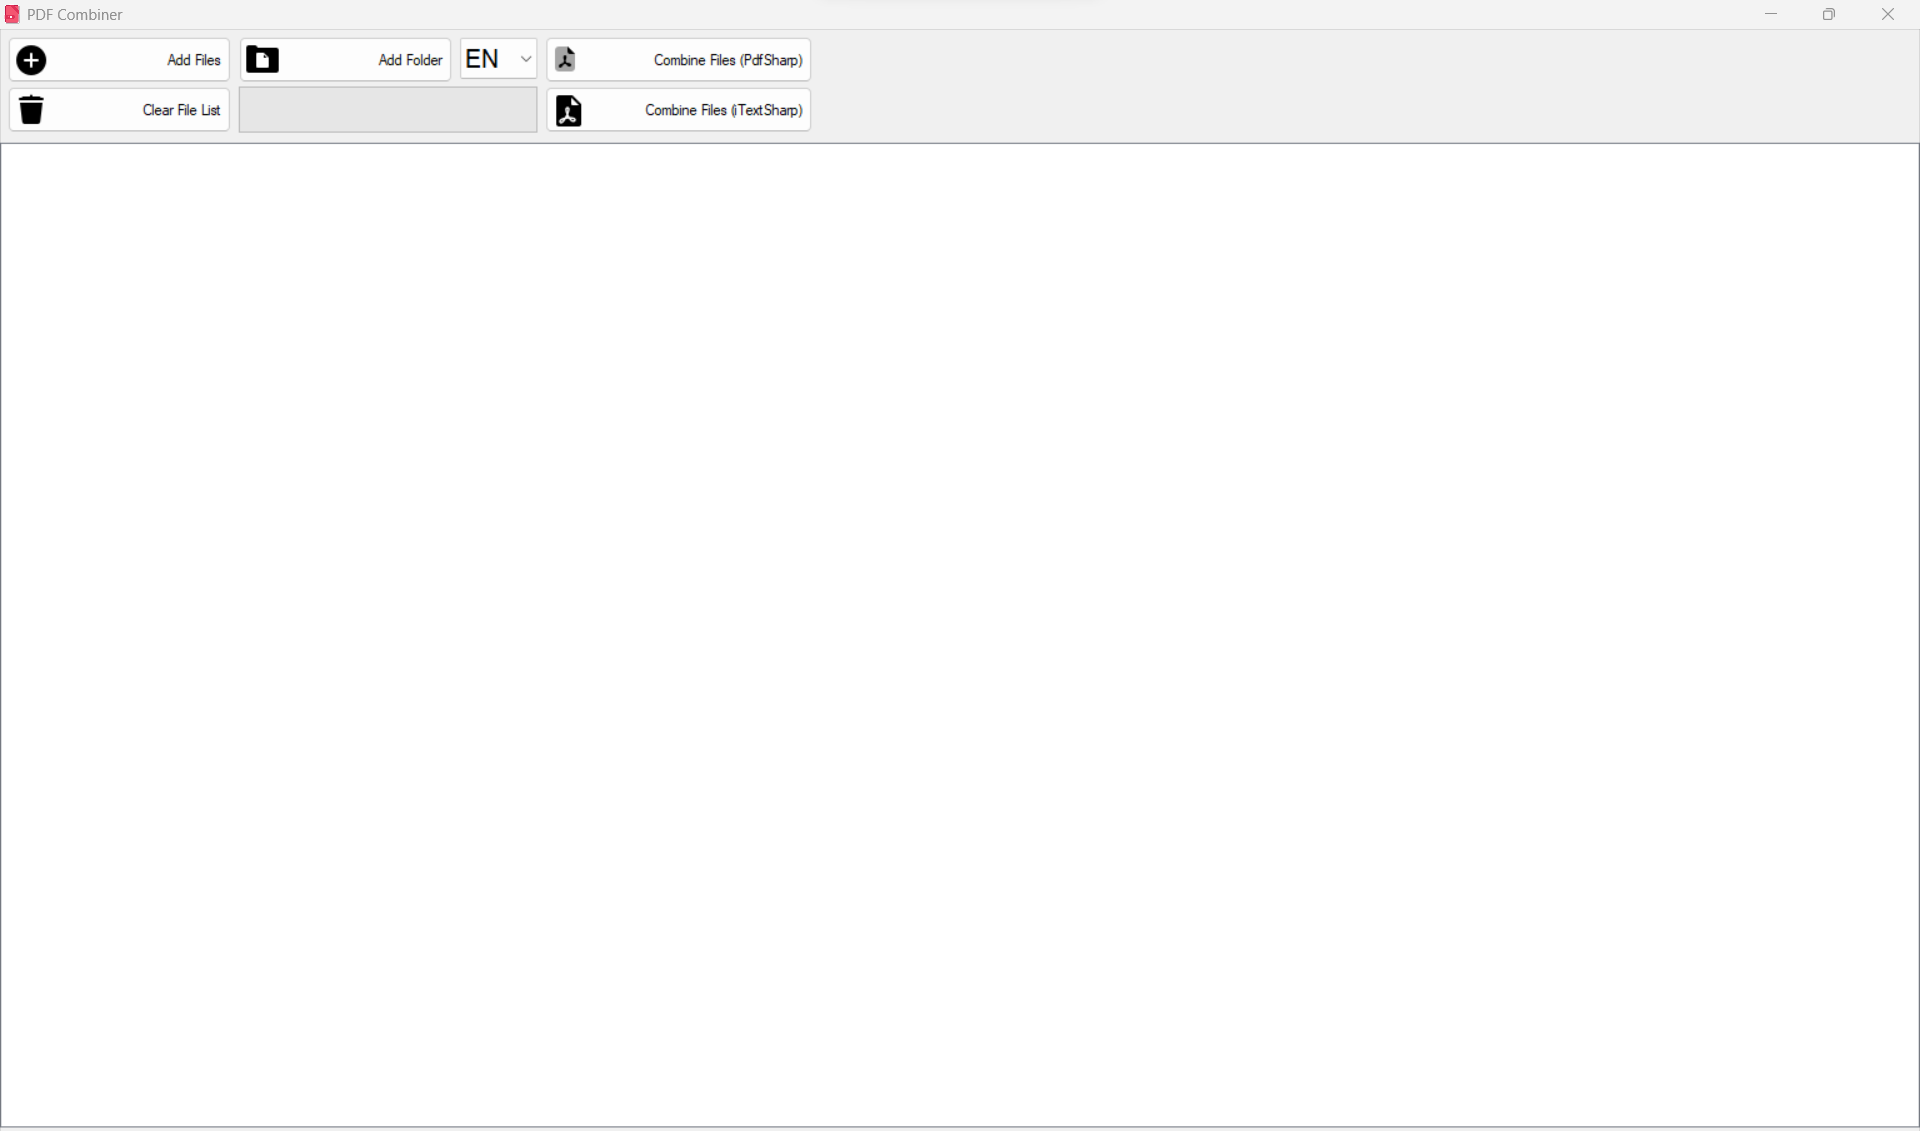 PDF Combiner
Add Files
Add Folder
EN
Combine Files (PdfSharp)
Clear File List
Combine Files (iTextSharp)